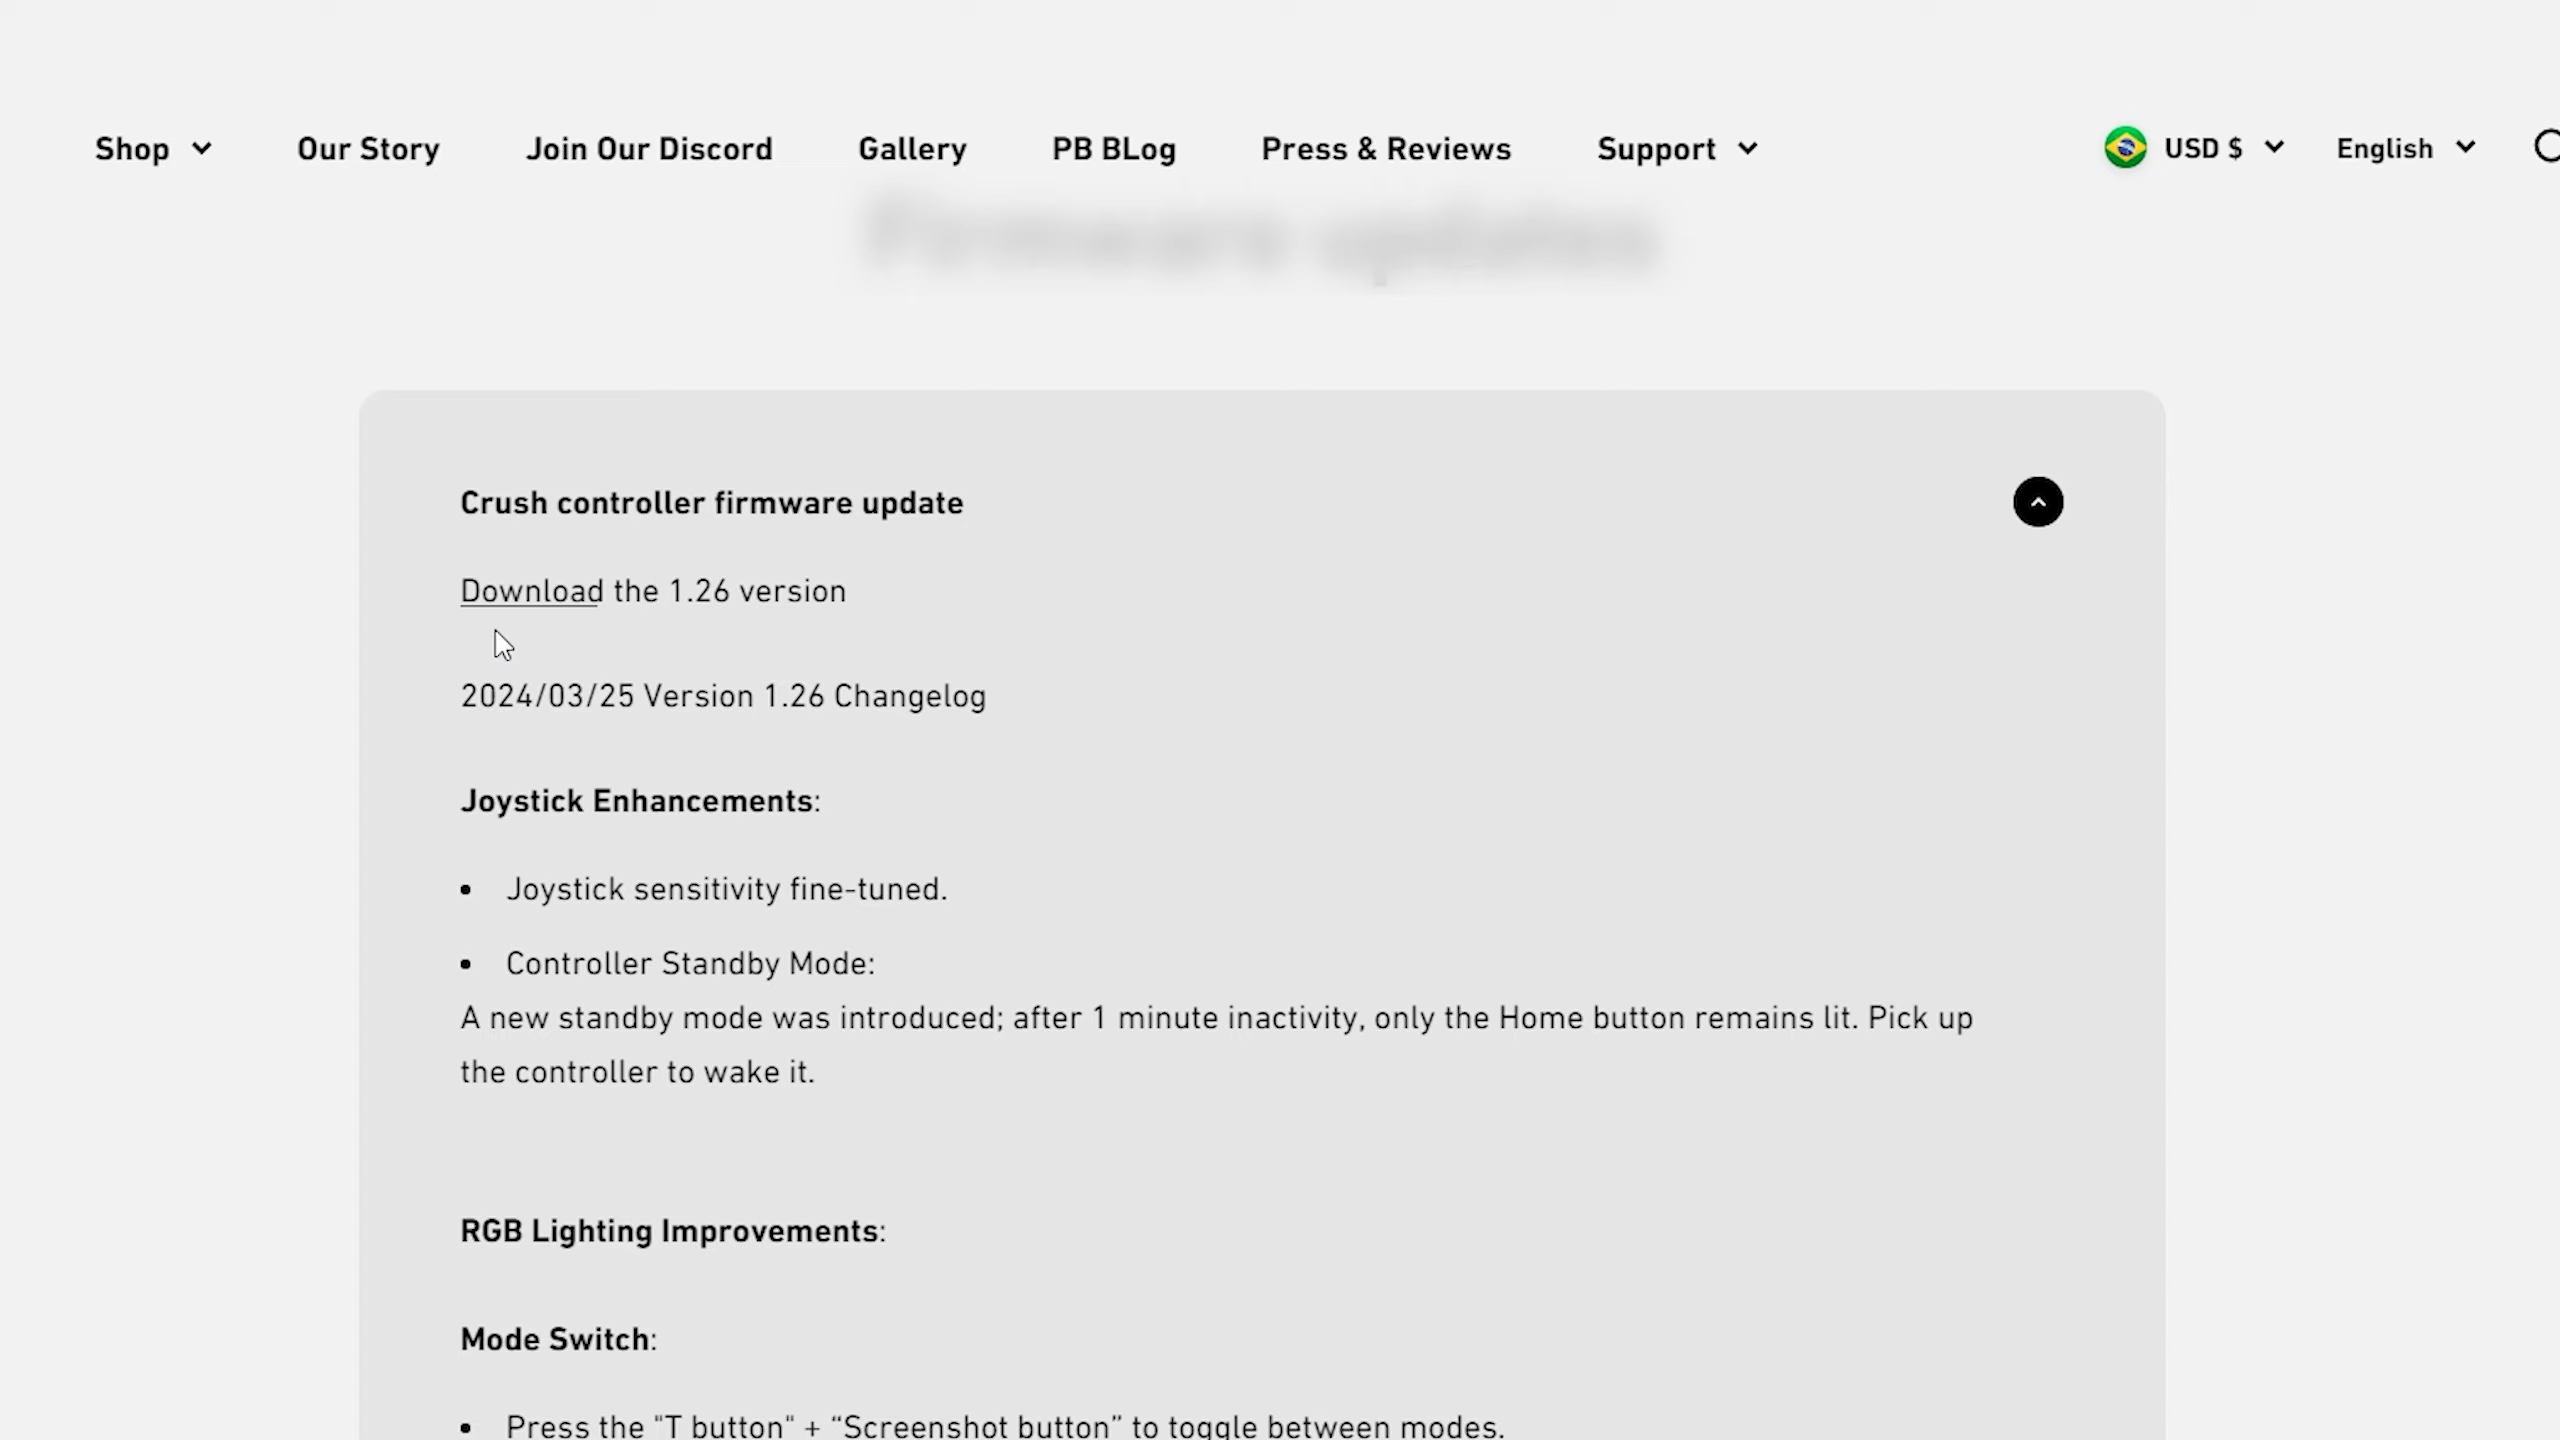 Shop
Our Story
Join Our Discord
Gallery
PB BLog
Press & Reviews
Support
USD $
English
Firmware updates
Crush controller firmware update
Download the 1.26 version
2024/03/25 Version 1.26 Changelog
Joystick Enhancements:
• Joystick sensitivity fine-tuned.
• Controller Standby Mode:
A new standby mode was introduced; after 1 minute inactivity, only the Home button remains lit. Pick up
the controller to wake it.
RGB Lighting Improvements:
Mode Switch:
• Press the "T button" + “Screenshot button” to toggle between modes.